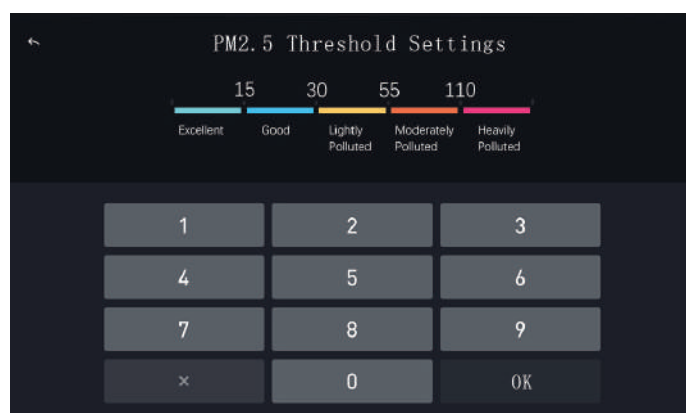 PM2.5 Threshold Settings
15 30 55 110
Excellent Good Lightly Polluted Moderately Polluted Heavily Polluted
1 2 3
4 5 6
7 8 9
× 0 OK